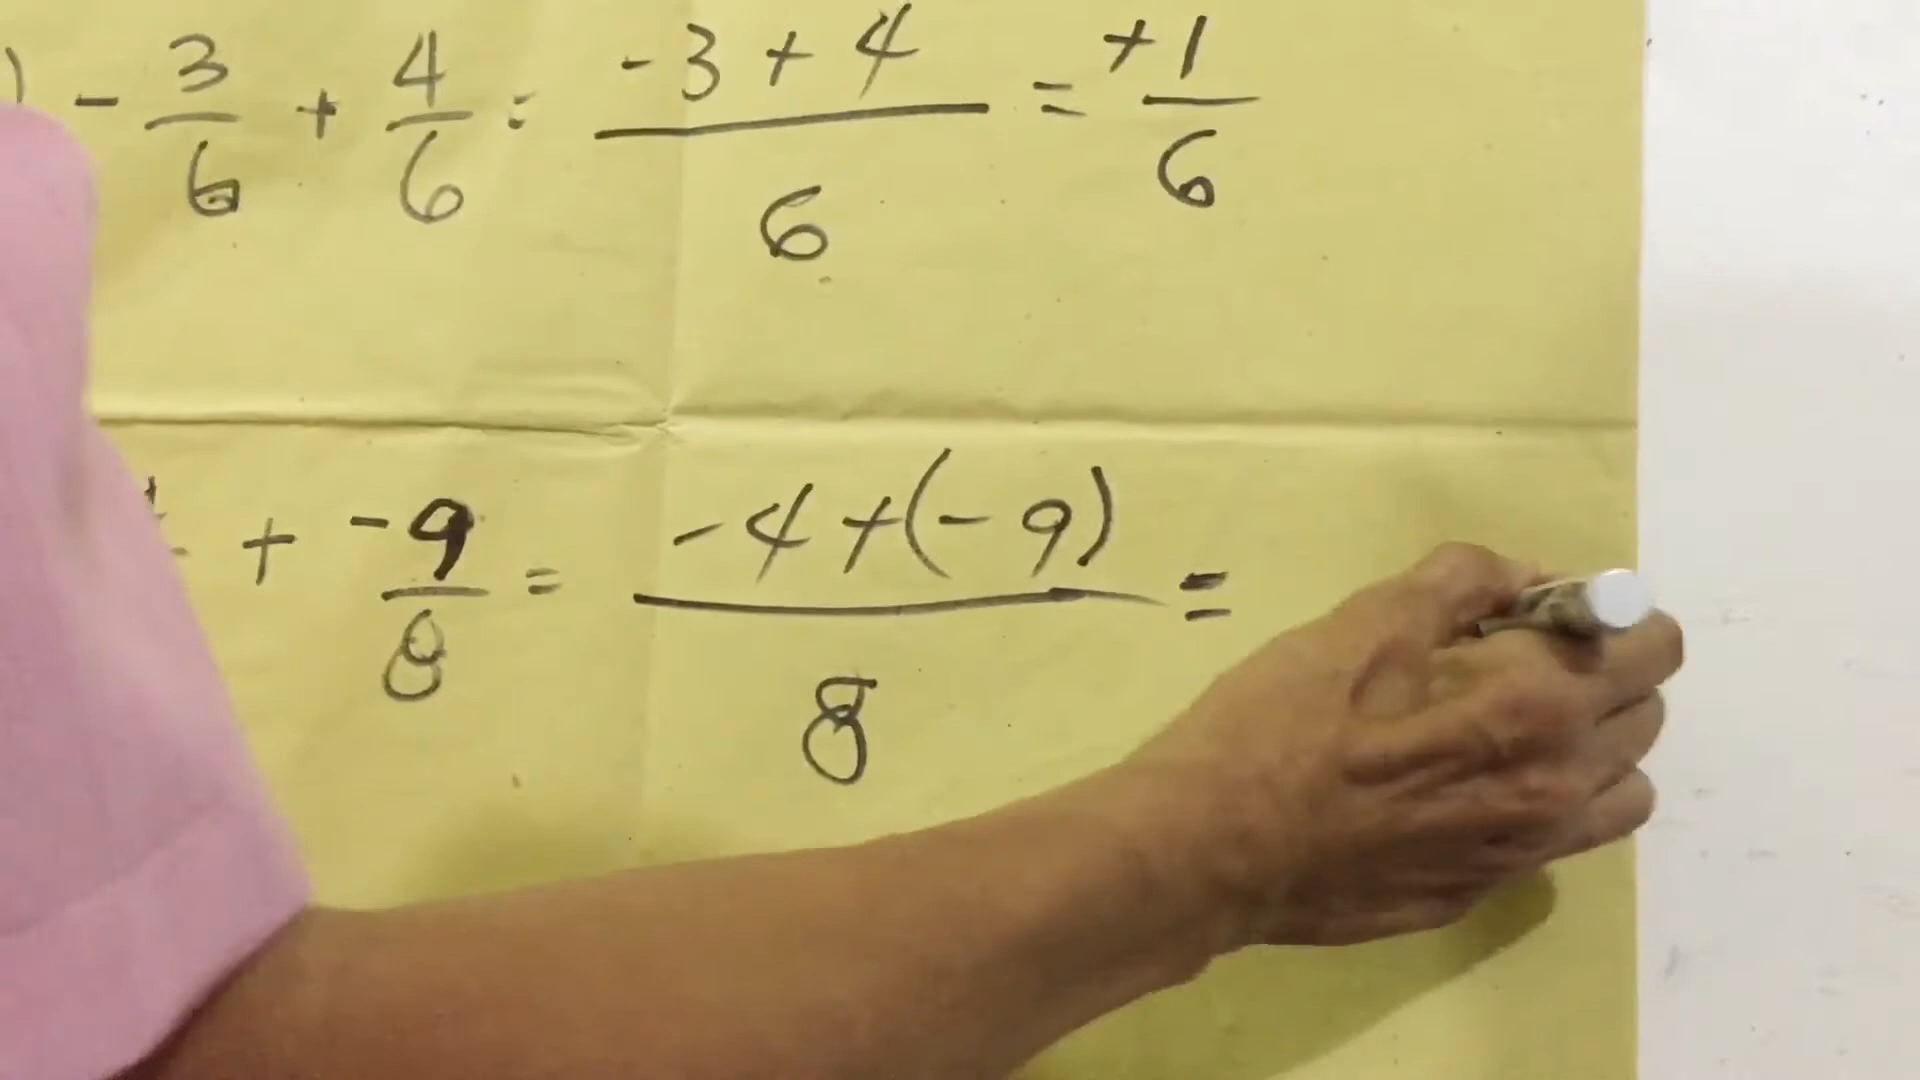 ) - 3/6 + 4/6 = (-3 + 4)/6 = +1/6
+ -9/8 = (-4 + (-9))/8 =